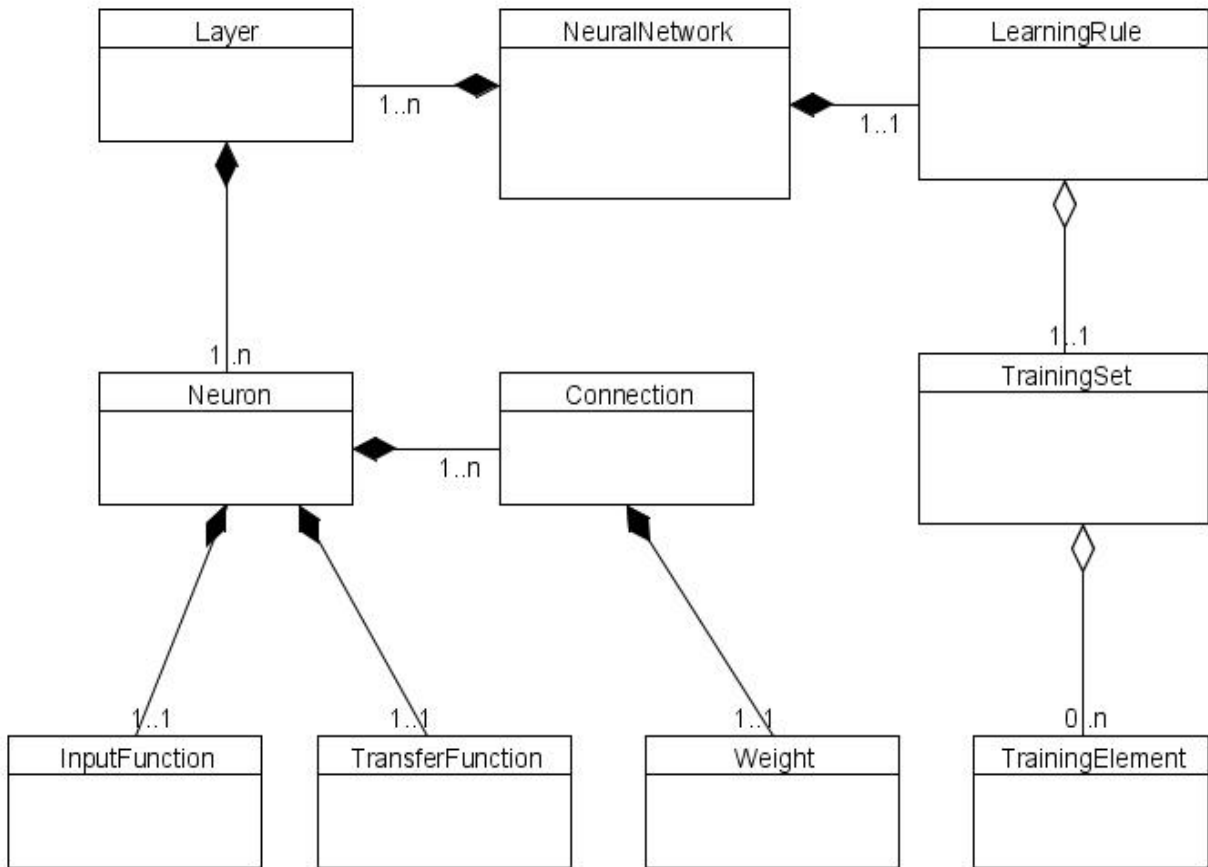 Layer
NeuralNetwork
LearningRule
1..n
1..1
1..n
1..1
Neuron
Connection
TrainingSet
1..n
1..1
1..1
1..1
0..n
InputFunction
TransferFunction
Weight
TrainingElement